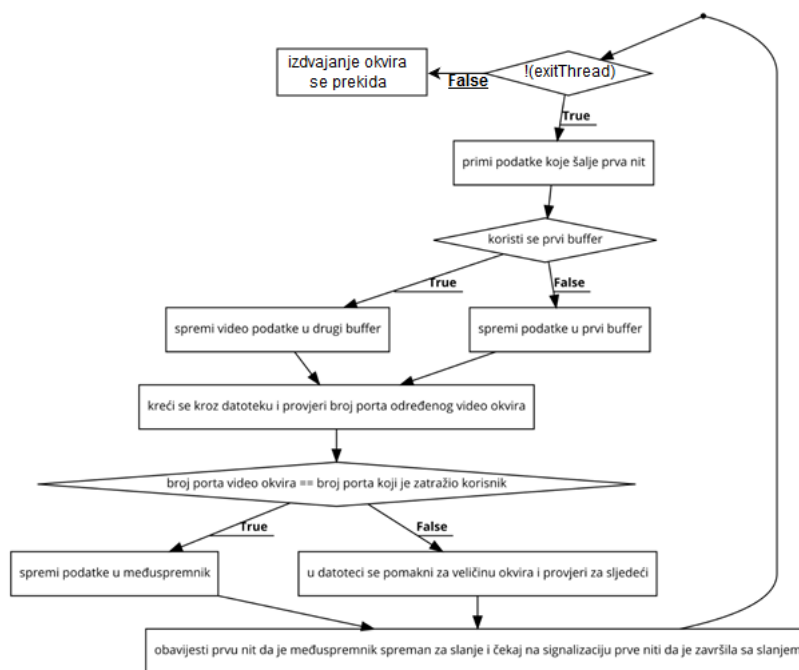 izdvajanje okvira
se prekida
False
!(exitThread)
True
primi podatke koje šalje prva nit
koristi se prvi buffer
True
False
spremi video podatke u drugi buffer
spremi podatke u prvi buffer
kreći se kroz datoteku i provjeri broj porta određenog video okvira
broj porta video okvira == broj porta koji je zatražio korisnik
True
False
spremi podatke u međuspremnik
u datoteci se pomakni za veličinu okvira i provjeri za sljedeći
obavijesti prvu nit da je međuspremnik spreman za slanje i čekaj na signalizaciju prve niti da je završila sa slanjem